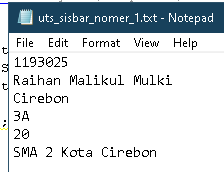 uts_sisbar_nomer_1.txt - Notepad
File Edit Format View Help
1193025
Raihan Malikul Mulki
Cirebon
3A
20
SMA 2 Kota Cirebon
t
S
t
;